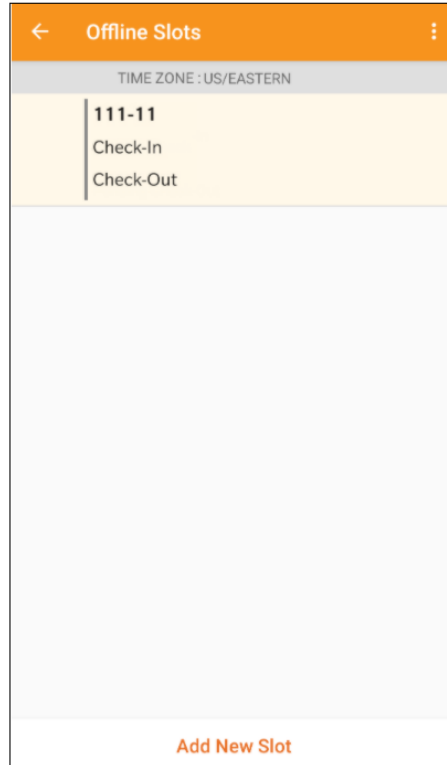 Offline Slots
TIME ZONE : US/EASTERN
111-11
Check-In
Check-Out
Add New Slot